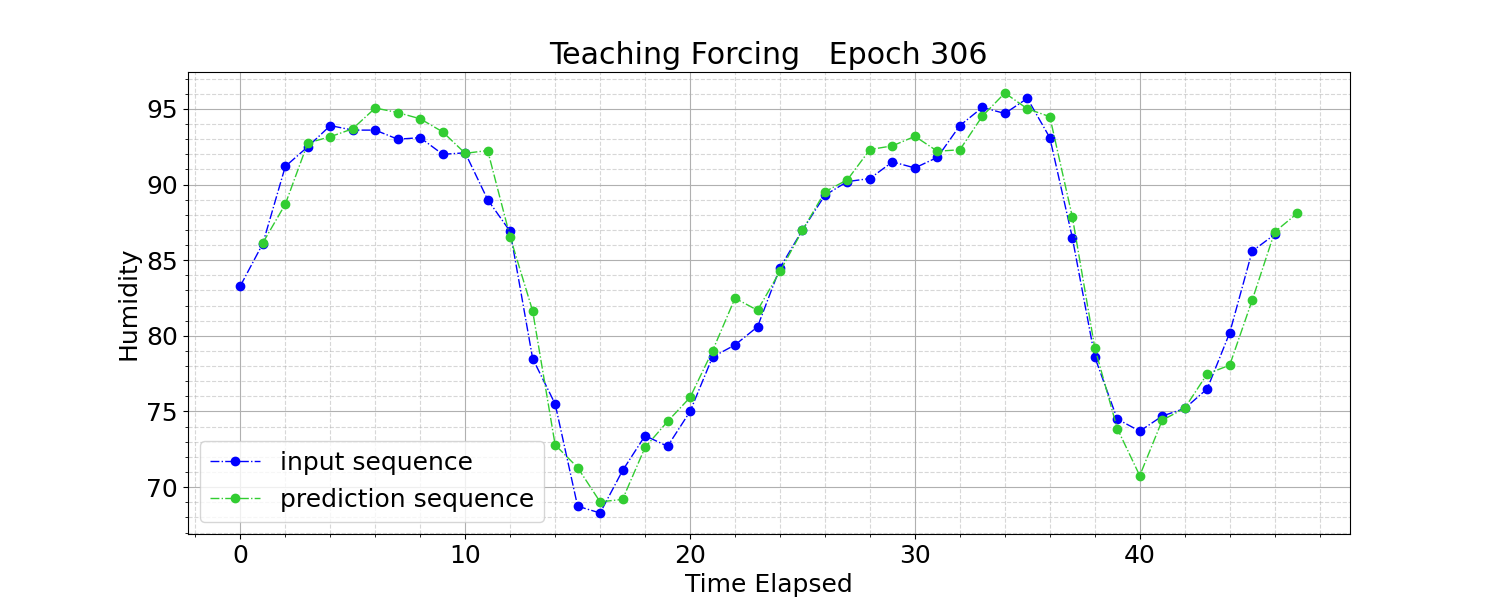 Teaching Forcing   Epoch 306
Humidity
95
90
85
80
75
70
input sequence
prediction sequence
0 10 20 30 40
Time Elapsed